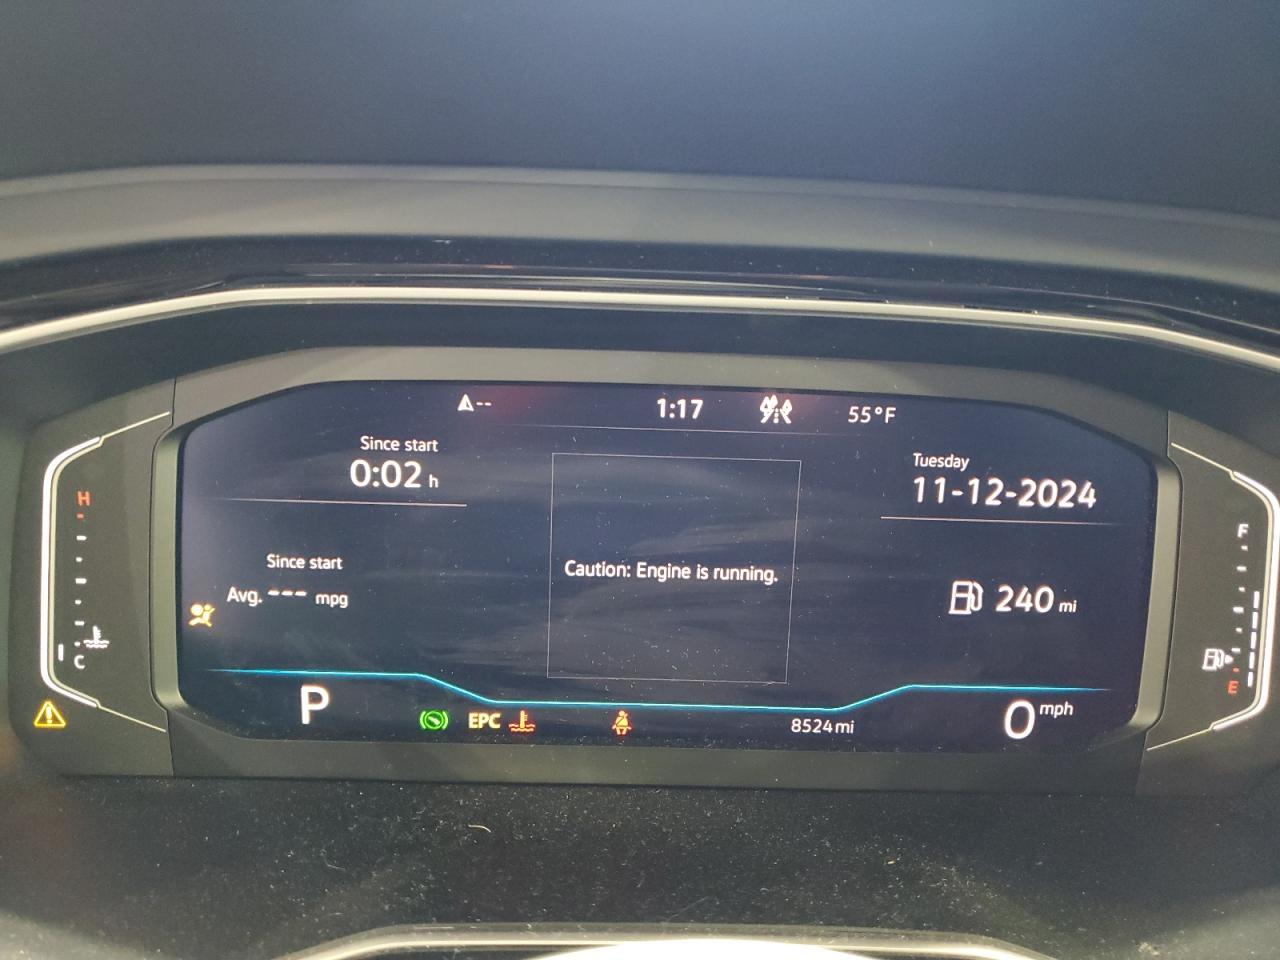 --
1:17
55°F
Since start
0:02 h
Tuesday
11-12-2024
H
F
Caution: Engine is running.
Since start
Avg. --- mpg
240 mi
C
E
P
EPC
8524 mi
0 mph